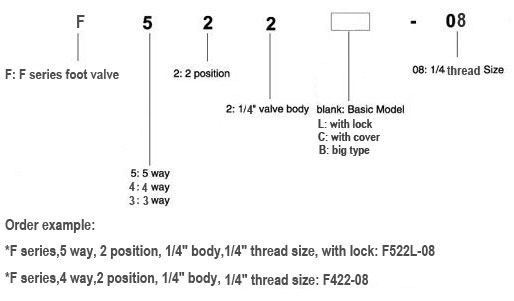 F 5 2 2 - 08
F: F series foot valve
2: 2 position
08: 1/4 thread Size
2: 1/4" valve body
blank: Basic Model
L: with lock
C: with cover
B: big type
5: 5 way
4: 4 way
3: 3 way
Order example:
*F series,5 way, 2 position, 1/4" body,1/4" thread size, with lock: F522L-08
*F series,4 way,2 position, 1/4" body, 1/4" thread size: F422-08